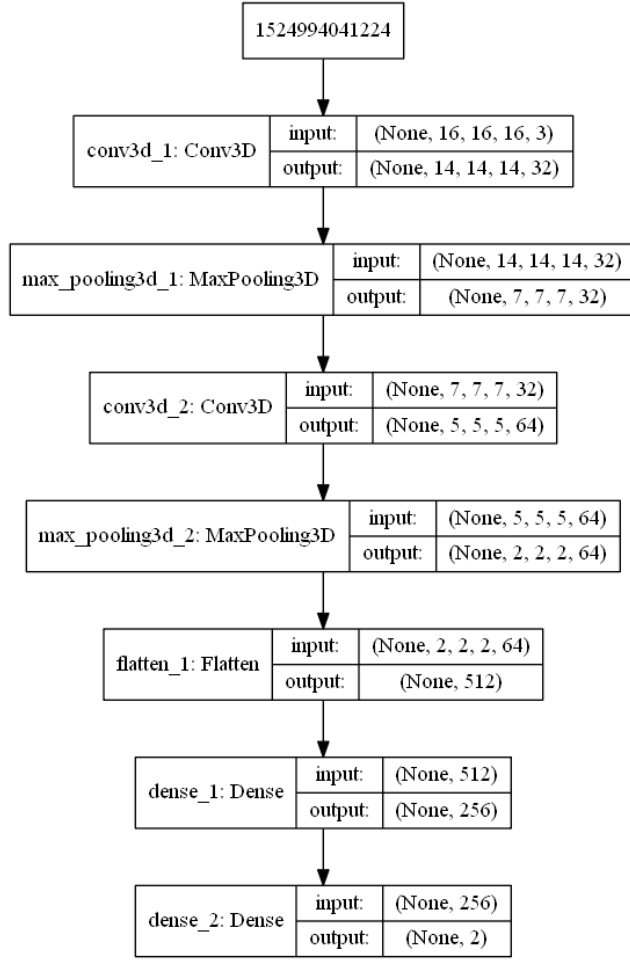 1524994041224
conv3d_1: Conv3D
input:
(None, 16, 16, 16, 3)
output:
(None, 14, 14, 14, 32)
max_pooling3d_1: MaxPooling3D
input:
(None, 14, 14, 14, 32)
output:
(None, 7, 7, 7, 32)
conv3d_2: Conv3D
input:
(None, 7, 7, 7, 32)
output:
(None, 5, 5, 5, 64)
max_pooling3d_2: MaxPooling3D
input:
(None, 5, 5, 5, 64)
output:
(None, 2, 2, 2, 64)
flatten_1: Flatten
input:
(None, 2, 2, 2, 64)
output:
(None, 512)
dense_1: Dense
input:
(None, 512)
output:
(None, 256)
dense_2: Dense
input:
(None, 256)
output:
(None, 2)